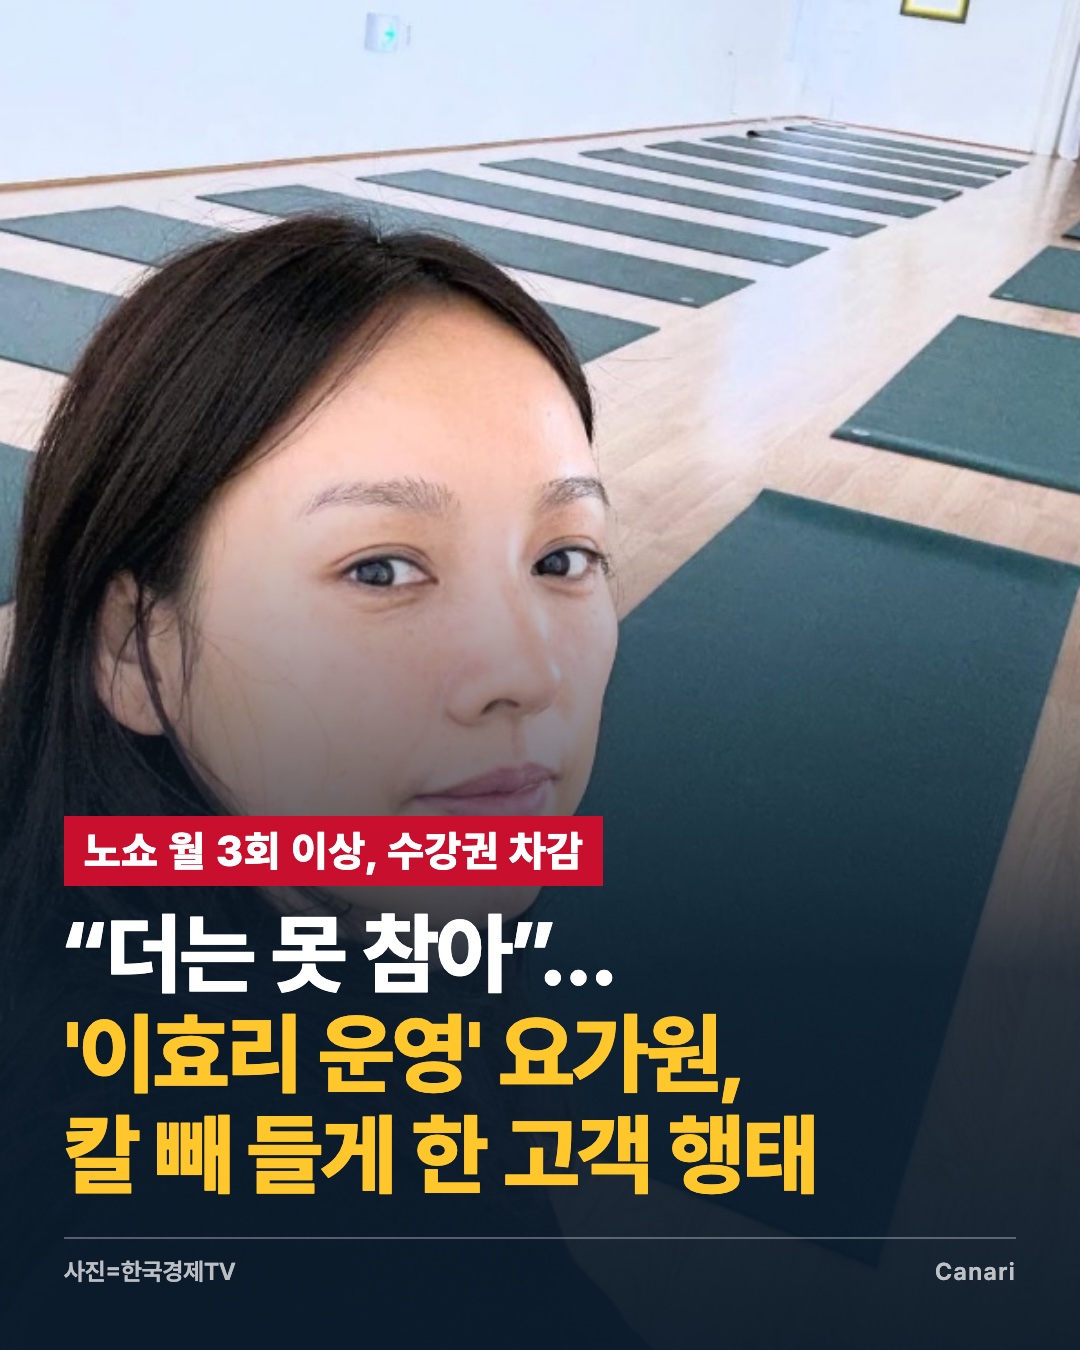 노쇼 월 3회 이상, 수강권 차감
“더는 못 참아”...
'이효리 운영' 요가원,
칼 빼 들게 한 고객 행태
사진=한국경제TV
Canari